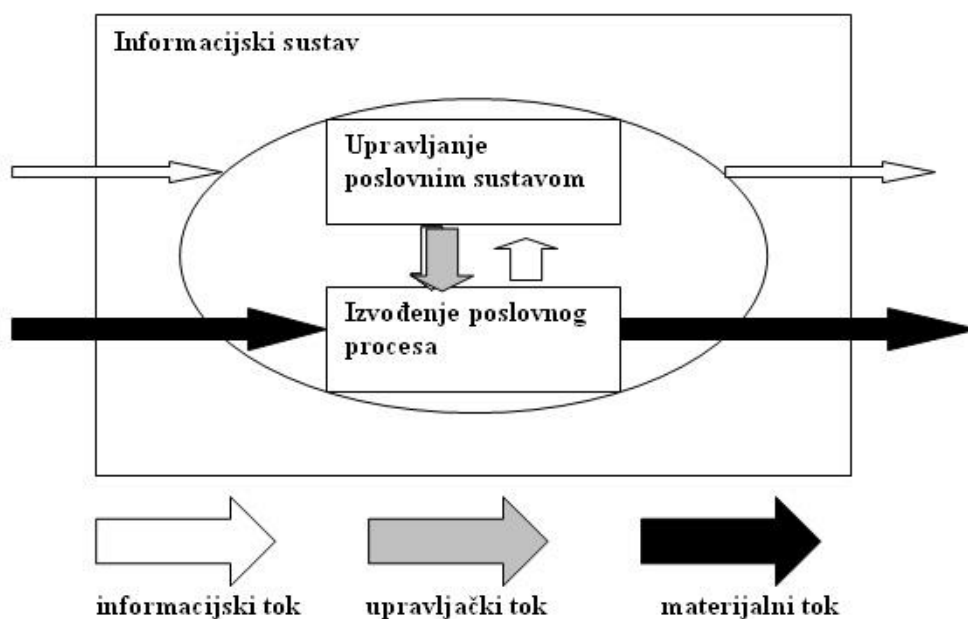 Informacijski sustav
Upravljanje
poslovnim sustavom
Izvođenje poslovnog
procesa
informacijski tok
upravljački tok
materijalni tok